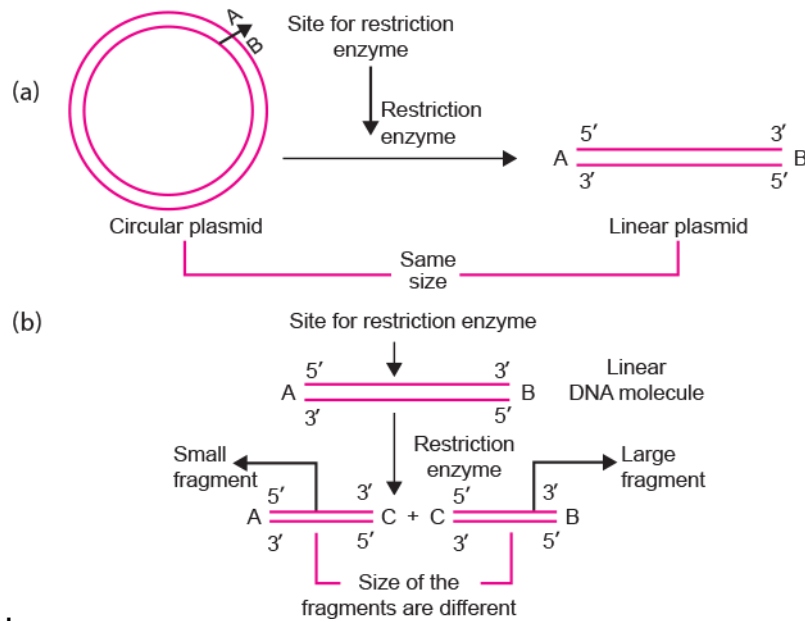 (a)
A
B
Site for restriction
enzyme
Restriction
enzyme
5′ 3′
A B
3′ 5′
Circular plasmid
Linear plasmid
Same
size
(b)
Site for restriction enzyme
5′ 3′
A B
3′ 5′
Linear
DNA molecule
Restriction
enzyme
Small
fragment
Large
fragment
5′ 3′ 5′ 3′
A C + C B
3′ 5′ 3′ 5′
Size of the
fragments are different
.